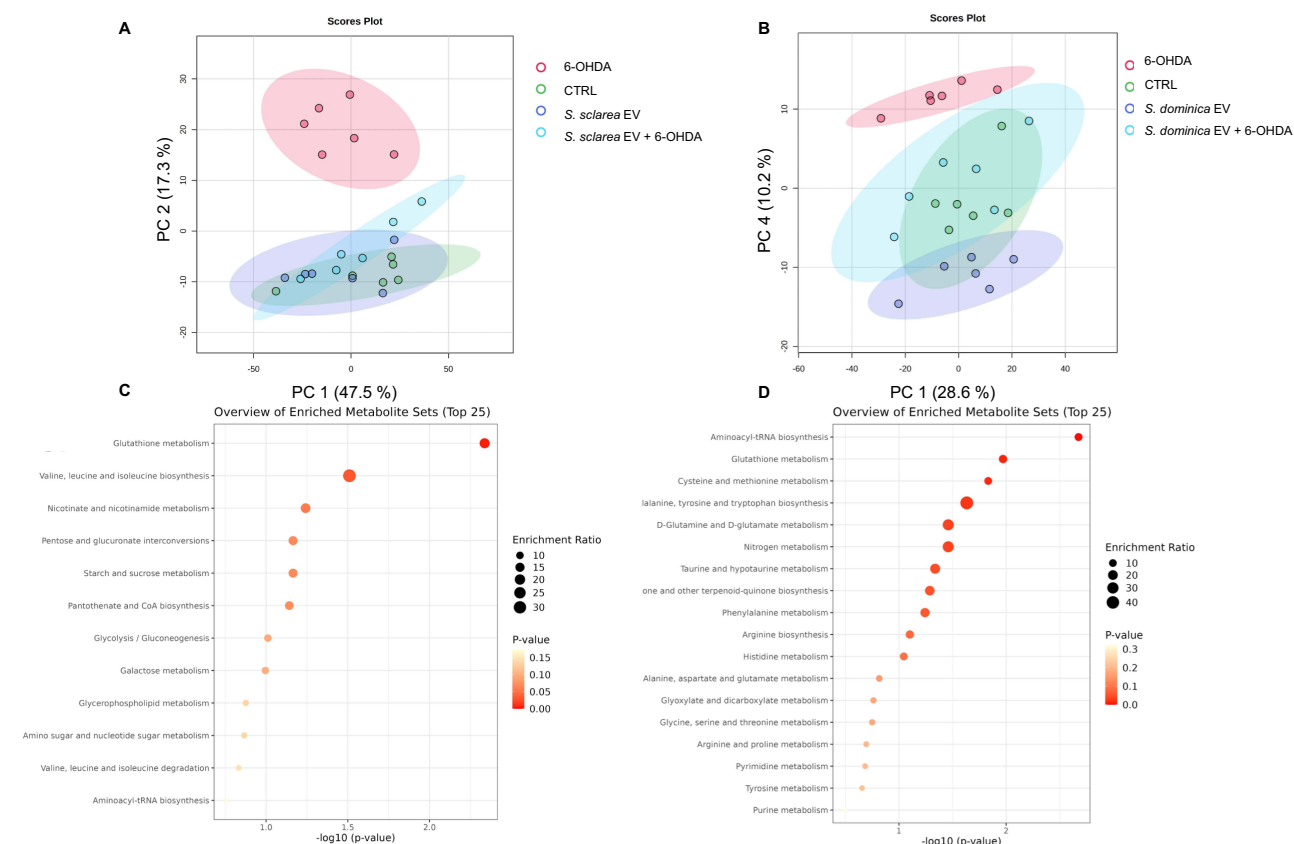 A
Scores Plot
PC 2 (17.3 %)
30
20
10
0
-10
-20
-50
0
50
PC 1 (47.5 %)
6-OHDA
CTRL
S. sclarea EV
S. sclarea EV + 6-OHDA
B
Scores Plot
PC 4 (10.2 %)
10
0
-10
-20
-60
-40
-20
0
20
40
PC 1 (28.6 %)
6-OHDA
CTRL
S. dominica EV
S. dominica EV + 6-OHDA
C
Overview of Enriched Metabolite Sets (Top 25)
Glutathione metabolism
Valine, leucine and isoleucine biosynthesis
Nicotinate and nicotinamide metabolism
Pentose and glucuronate interconversions
Starch and sucrose metabolism
Pantothenate and CoA biosynthesis
Glycolysis / Gluconeogenesis
Galactose metabolism
Glycerophospholipid metabolism
Amino sugar and nucleotide sugar metabolism
Valine, leucine and isoleucine degradation
Aminoacyl-tRNA biosynthesis
1.0
1.5
2.0
-log10 (p-value)
Enrichment Ratio
10
15
20
25
30
P-value
0.15
0.10
0.05
0.00
D
Overview of Enriched Metabolite Sets (Top 25)
Aminoacyl-tRNA biosynthesis
Glutathione metabolism
Cysteine and methionine metabolism
lalanine, tyrosine and tryptophan biosynthesis
D-Glutamine and D-glutamate metabolism
Nitrogen metabolism
Taurine and hypotaurine metabolism
one and other terpenoid-quinone biosynthesis
Phenylalanine metabolism
Arginine biosynthesis
Histidine metabolism
Alanine, aspartate and glutamate metabolism
Glyoxylate and dicarboxylate metabolism
Glycine, serine and threonine metabolism
Arginine and proline metabolism
Pyrimidine metabolism
Tyrosine metabolism
Purine metabolism
1
2
-log10 (p-value)
Enrichment Ratio
10
20
30
40
P-value
0.3
0.2
0.1
0.0